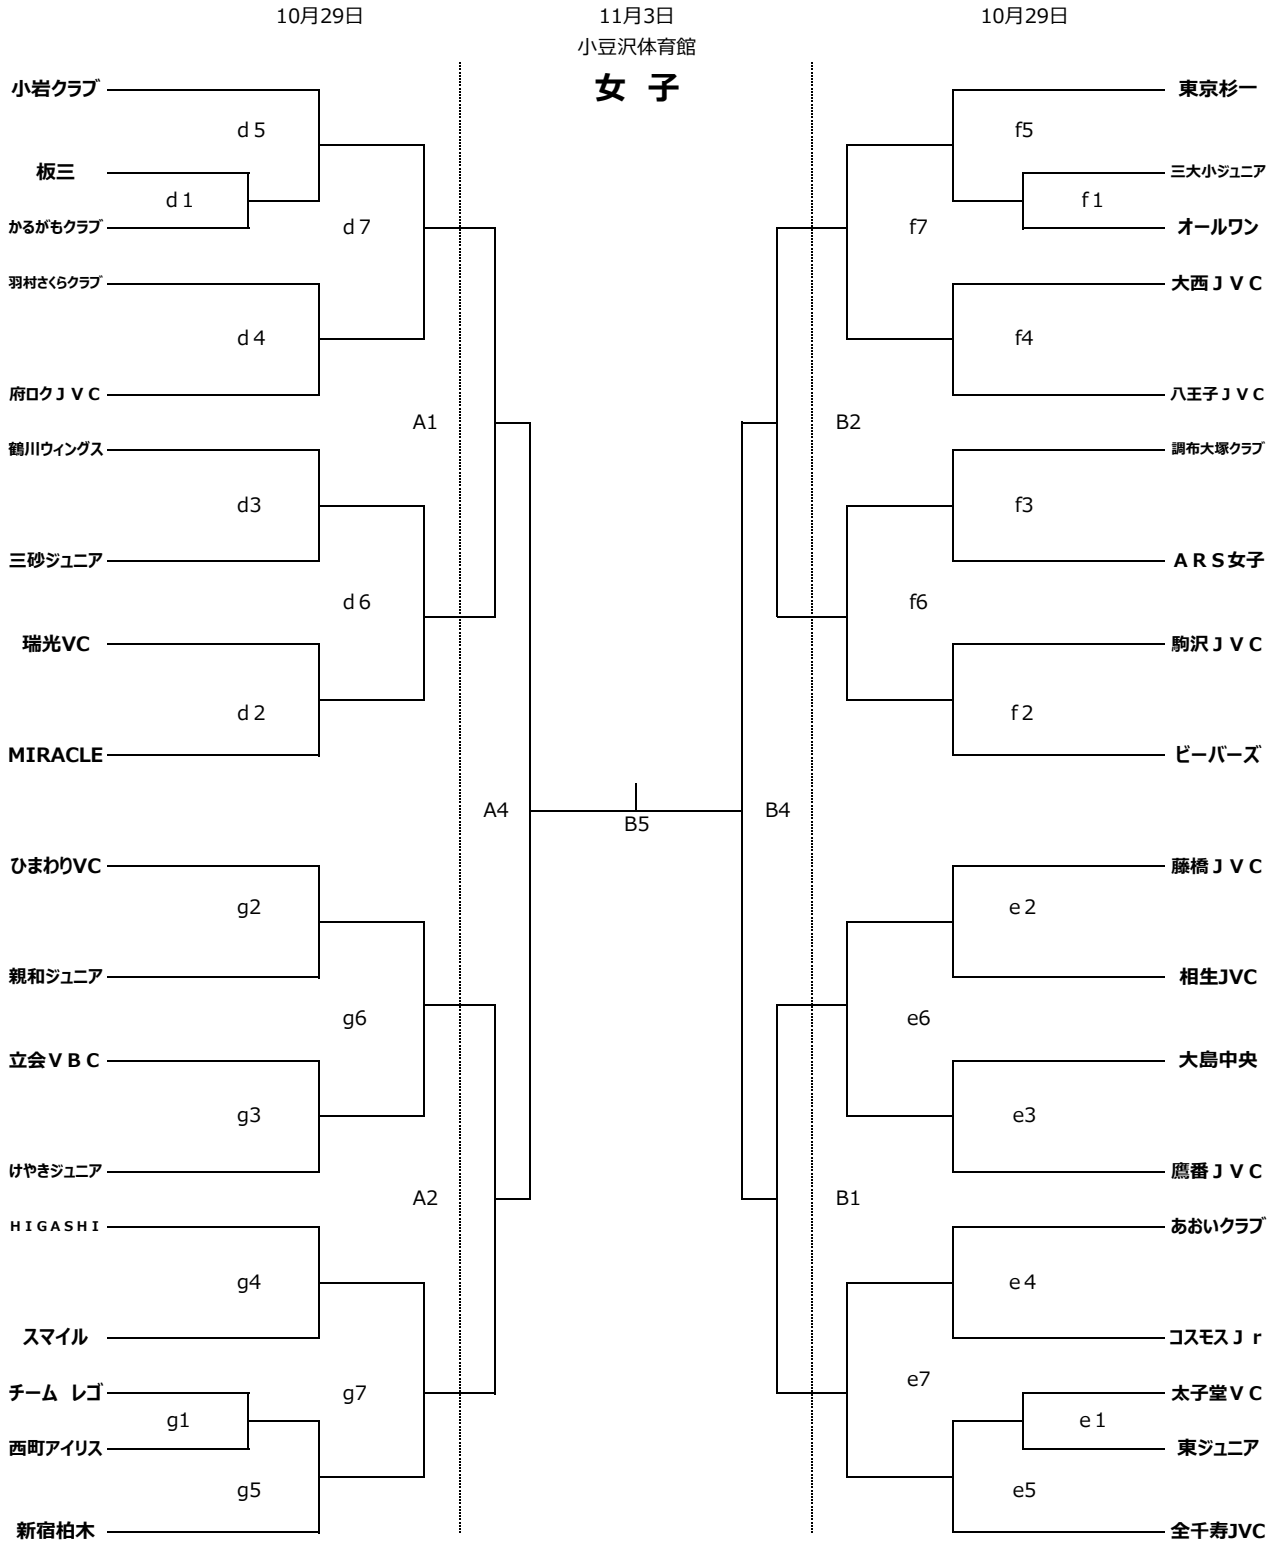 10月29日 11月3日 10月29日
小豆沢体育館
女 子
小岩クラブ 東京杉一
d 5 f5
板三 三大小ジュニア
d 1 f 1
かるがもクラブ d 7 f7 オールワン
羽村さくらクラブ 大西ＪＶＣ
d 4 f4
府ロクＪＶＣ 八王子ＪＶＣ
A1 B2
鶴川ウィングス 調布大塚クラブ
d3 f3
三砂ジュニア ＡＲＳ女子
d 6 f6
瑞光VC 駒沢ＪＶＣ
d 2 f 2
MIRACLE ビーバーズ
A4 B4
B5
ひまわりVC 藤橋ＪＶＣ
g2 e 2
親和ジュニア 相生JVC
g6 e6
立会ＶＢＣ 大島中央
g3 e3
けやきジュニア 鷹番ＪＶＣ
A2 B1
ＨＩＧＡＳＨＩ あおいクラブ
g4 e 4
スマイル コスモスＪｒ
g7 e7
チーム　レゴ 太子堂ＶＣ
g1 e 1
西町アイリス 東ジュニア
g5 e5
新宿柏木 全千寿JVC